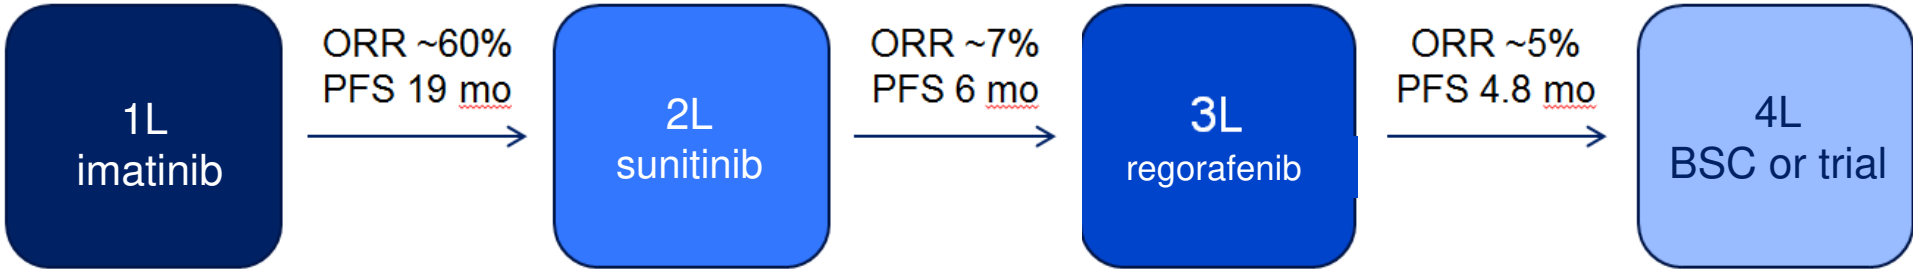 1L
imatinib
ORR ~60%
PFS 19 mo
2L
sunitinib
ORR ~7%
PFS 6 mo
3L
regorafenib
ORR ~5%
PFS 4.8 mo
4L
BSC or trial